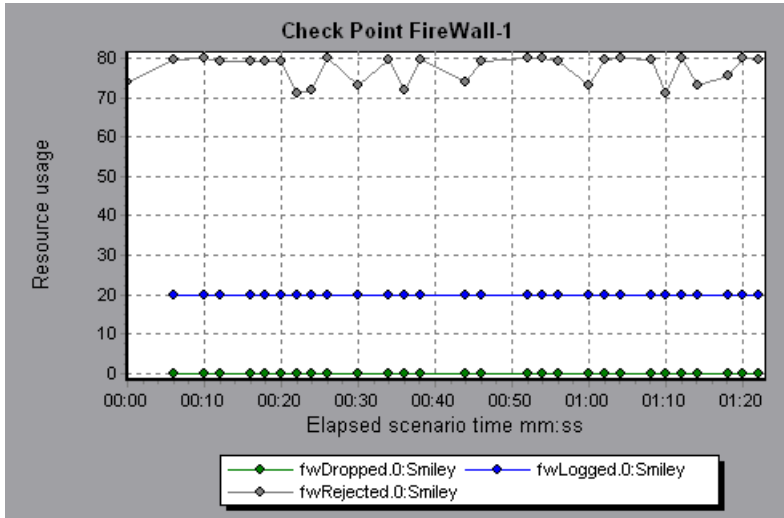 Check Point FireWall-1
Resource usage
80
70
60
50
40
30
20
10
0
00:00 00:10 00:20 00:30 00:40 00:50 01:00 01:10 01:20
Elapsed scenario time mm:ss
fwDropped.0:Smiley fwLogged.0:Smiley
fwRejected.0:Smiley